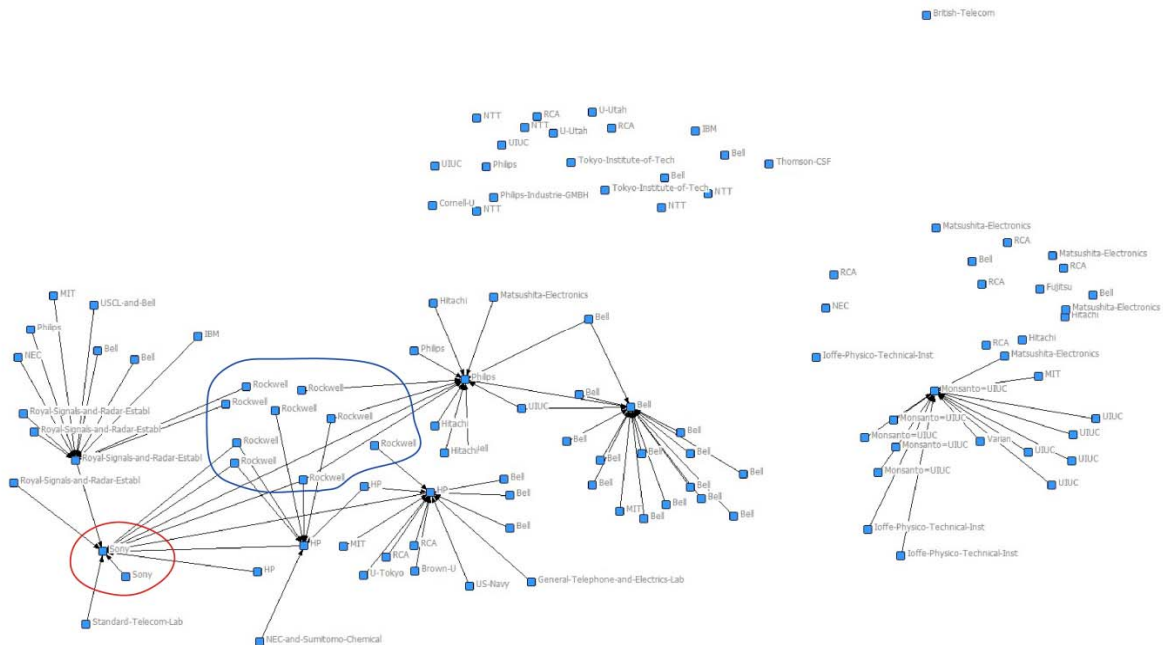 British-Telecom
NTT
RCA
U-Utah
NTT
U-Utah
RCA
IBM
UIUC
Bell
UIUC
Philips
Tokyo-Institute-of-Tech
Thomson-CSF
Bell
Philips-Industrie-GMBH
Tokyo-Institute-of-Tech
NTT
Cornell-U
NTT
NTT
Matsushita-Electronics
RCA
Matsushita-Electronics
Bell
RCA
RCA
RCA
Fujitsu
Bell
NEC
Matsushita-Electronics
Hitachi
MIT
USCL-and-Bell
Hitachi
Matsushita-Electronics
Bell
Philips
IBM
Hitachi
RCA
Ioffe-Physico-Technical-Inst
Matsushita-Electronics
NEC
Bell
Bell
Philips
Philips
MIT
Rockwell
Rockwell
Monsanto=UIUC
Rockwell
Rockwell
Bell
UIUC
Bell
Royal-Signals-and-Radar-Establ
Rockwell
Monsanto=UIUC
UIUC
Royal-Signals-and-Radar-Establ
Hitachi
Bell
UIUC
Rockwell
Rockwell
Bell
Monsanto=UIUC
Varian
Monsanto=UIUC
Hitachi
ell
Bell
Bell
UIUC
Royal-Signals-and-Radar-Establ
Rockwell
Bell
UIUC
Monsanto=UIUC
Bell
Royal-Signals-and-Radar-Establ
Rockwell
HP
Bell
Bell
Bell
UIUC
HP
Bell
Bell
Bell
MIT
Bell
Bell
Bell
Ioffe-Physico-Technical-Inst
Sony
HP
MIT
RCA
RCA
Ioffe-Physico-Technical-Inst
Sony
HP
U-Tokyo
Brown-U
US-Navy
General-Telephone-and-Electrics-Lab
Standard-Telecom-Lab
NEC-and-Sumitomo-Chemical